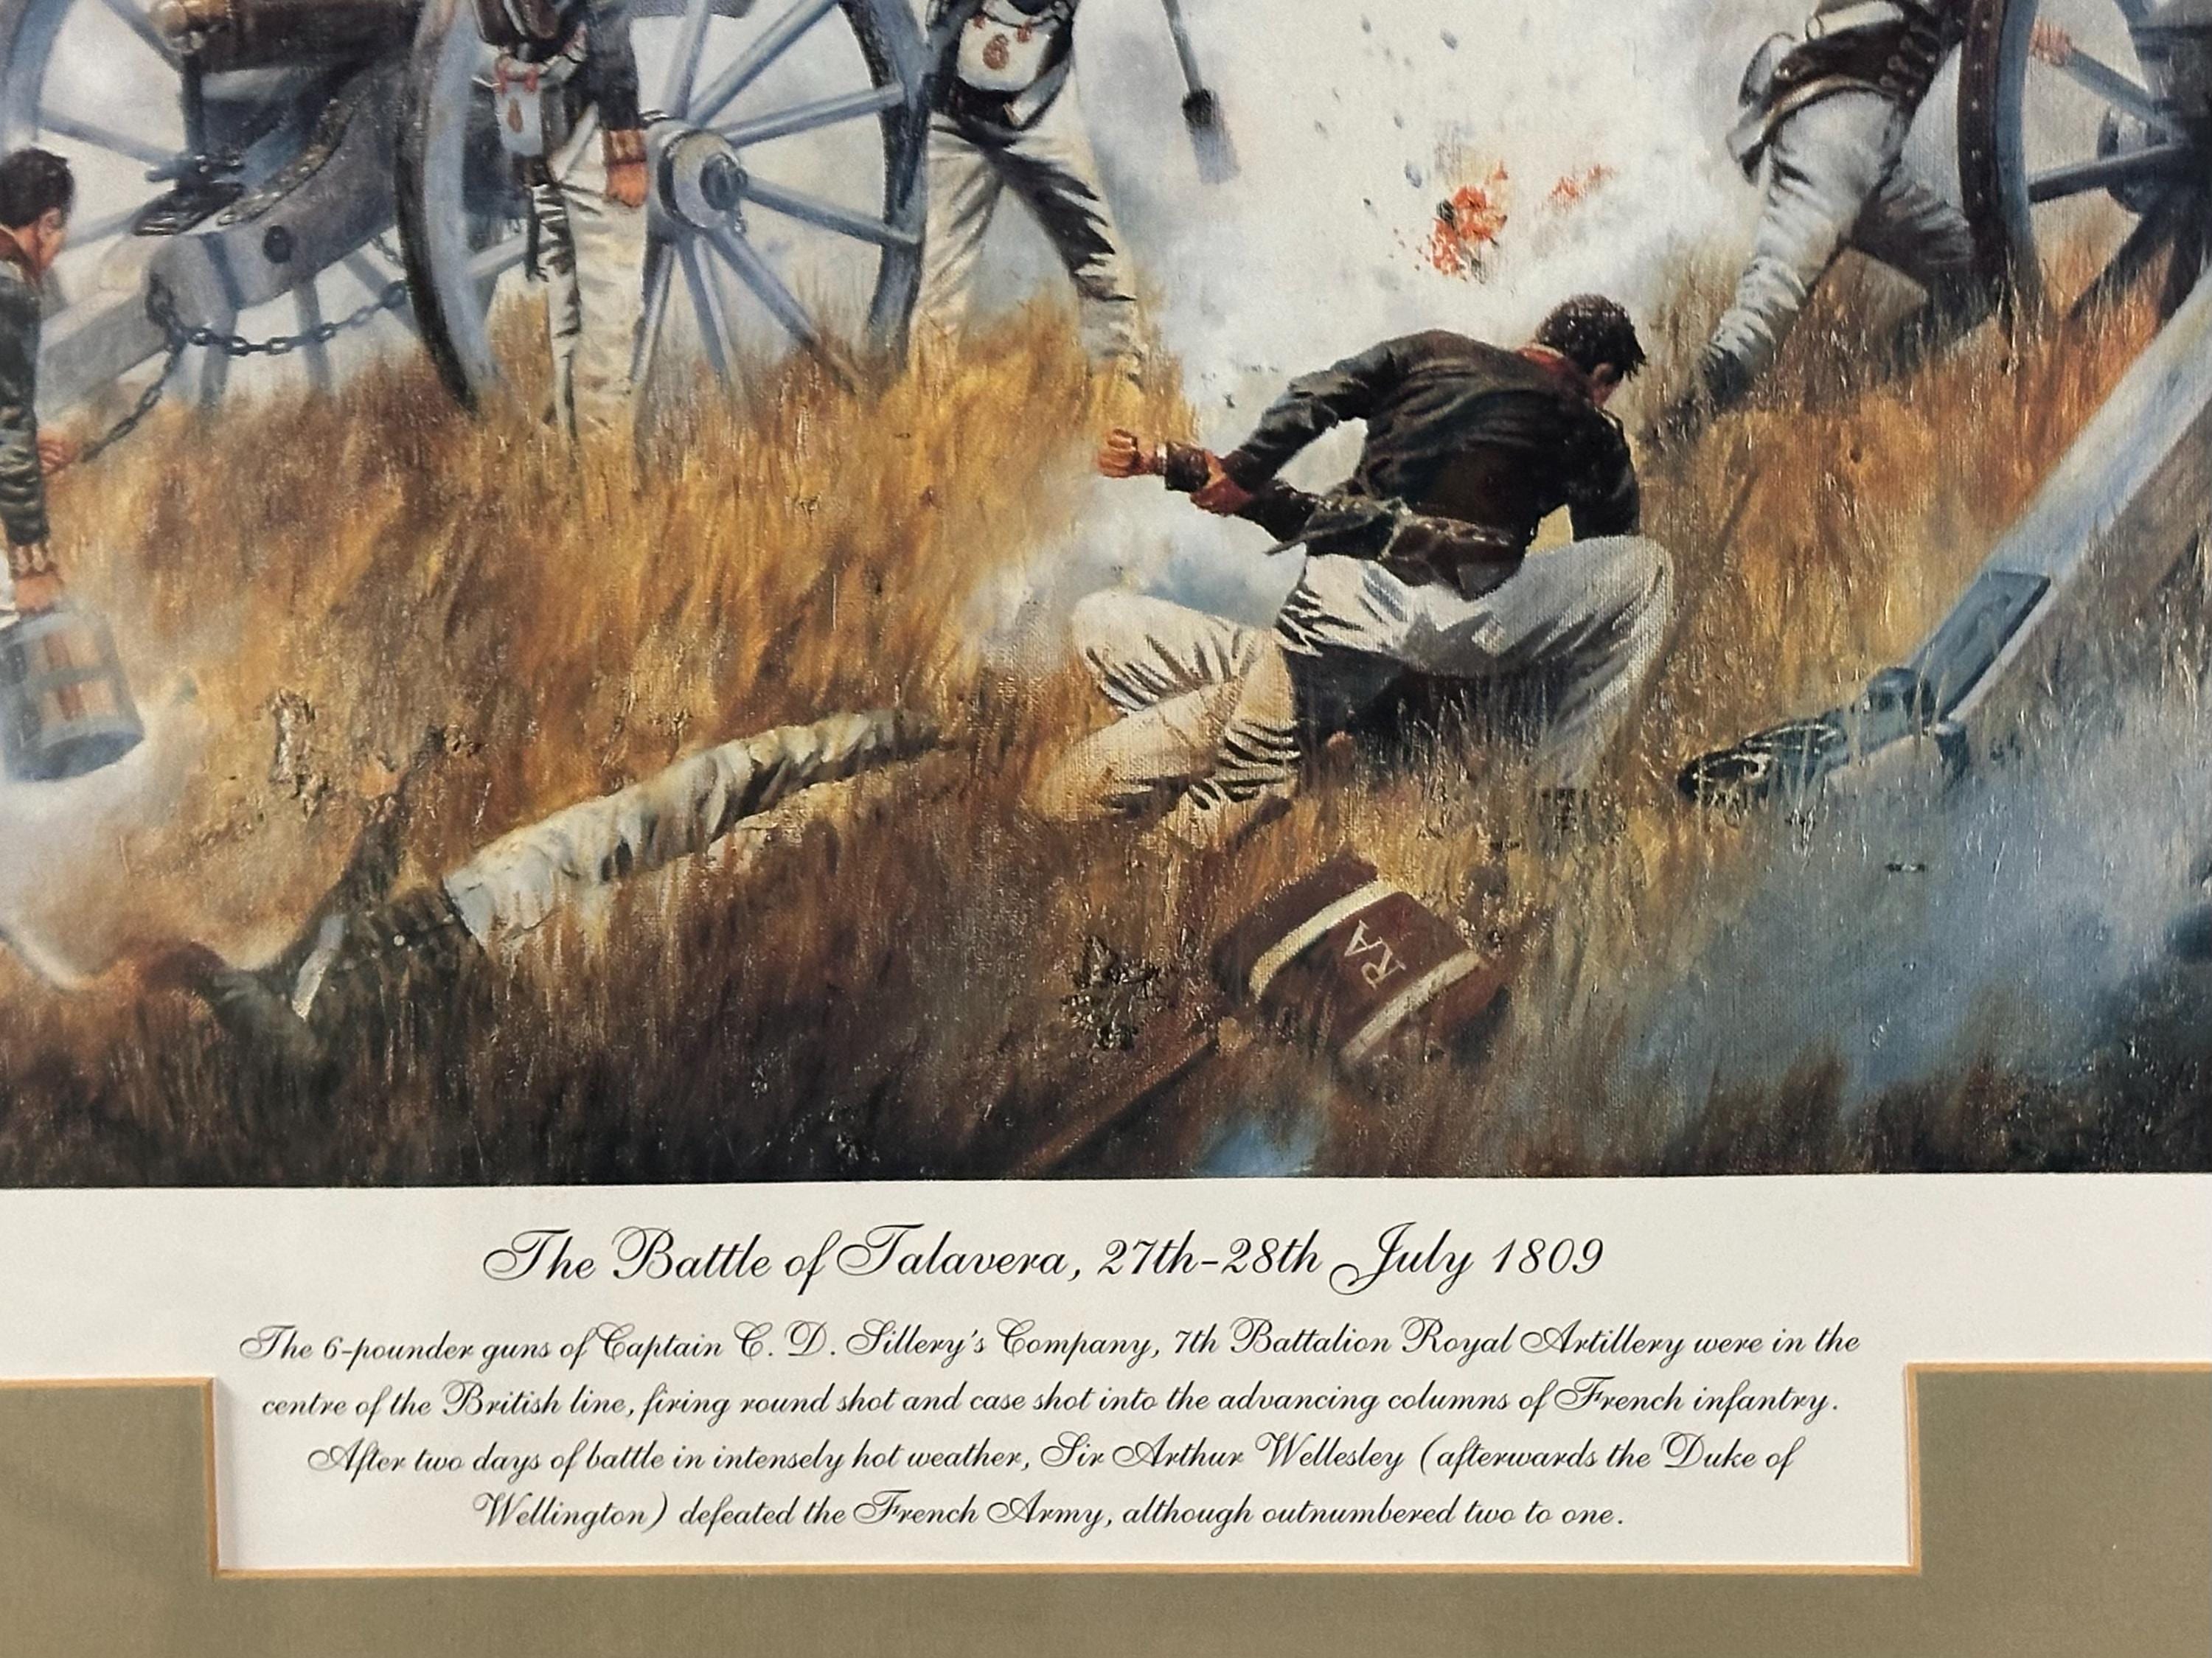 6
6
RA
The Battle of Talavera, 27th-28th July 1809
The 6-pounder guns of Captain C. D. Sillery's Company, 7th Battalion Royal Artillery were in the
centre of the British line, firing round shot and case shot into the advancing columns of French infantry.
After two days of battle in intensely hot weather, Sir Arthur Wellesley (afterwards the Duke of
Wellington) defeated the French Army, although outnumbered two to one.